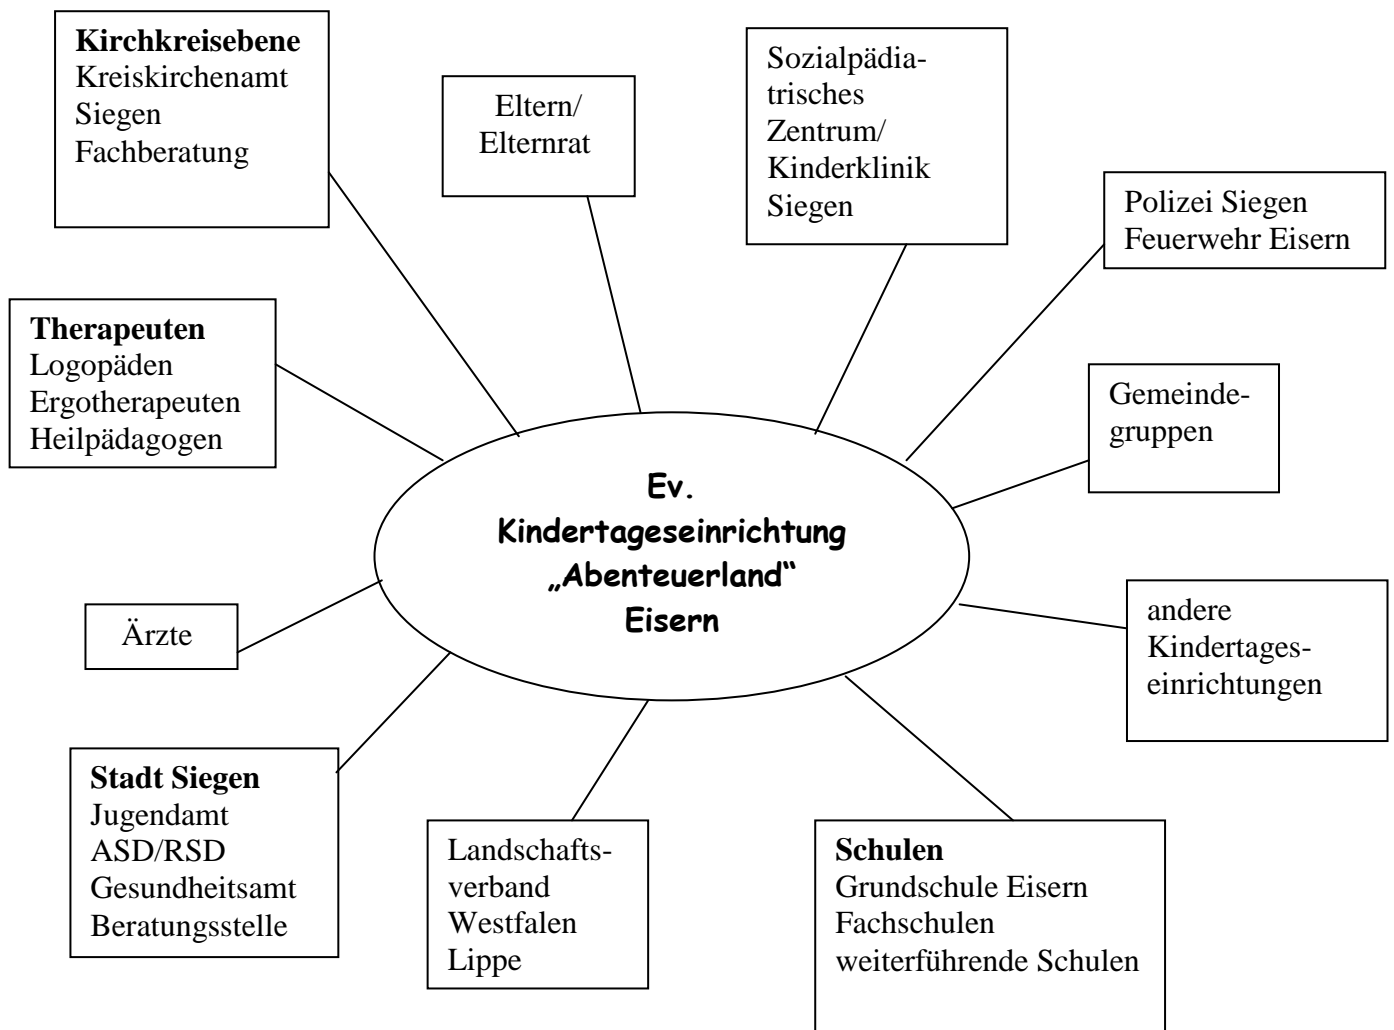 Kirchkreisebene
Kreiskirchenamt
Siegen
Fachberatung
Eltern/
Elternrat
Sozialpädia-
trisches
Zentrum/
Kinderklinik
Siegen
Polizei Siegen
Feuerwehr Eisern
Therapeuten
Logopäden
Ergotherapeuten
Heilpädagogen
Gemeinde-
gruppen
Ev.
Kindertageseinrichtung
„Abenteuerland“
Eisern
Ärzte
andere
Kindertages-
einrichtungen
Stadt Siegen
Jugendamt
ASD/RSD
Gesundheitsamt
Beratungsstelle
Landschafts-
verband
Westfalen
Lippe
Schulen
Grundschule Eisern
Fachschulen
weiterführende Schulen